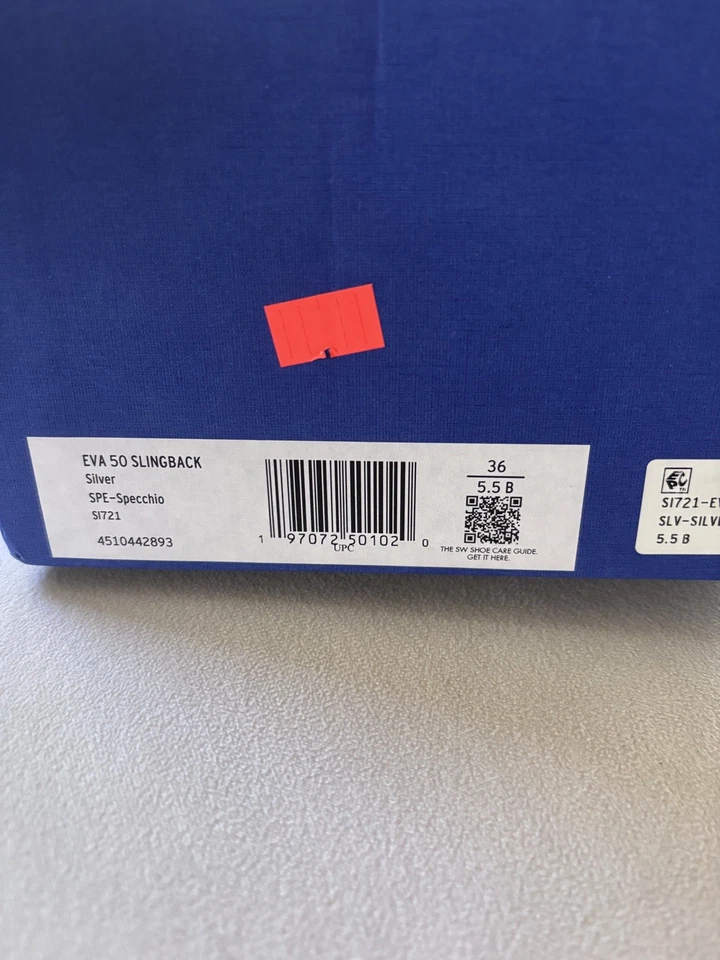 EVA 50 SLINGBACK
Silver
SPE-Specchio
SI721
4510442893
1 97072 50102 0
UPC
36
5.5 B
THE SW SHOE CARE GUIDE.
GET IT HERE.
SI721-EV
SLV-SILVE
5.5 B